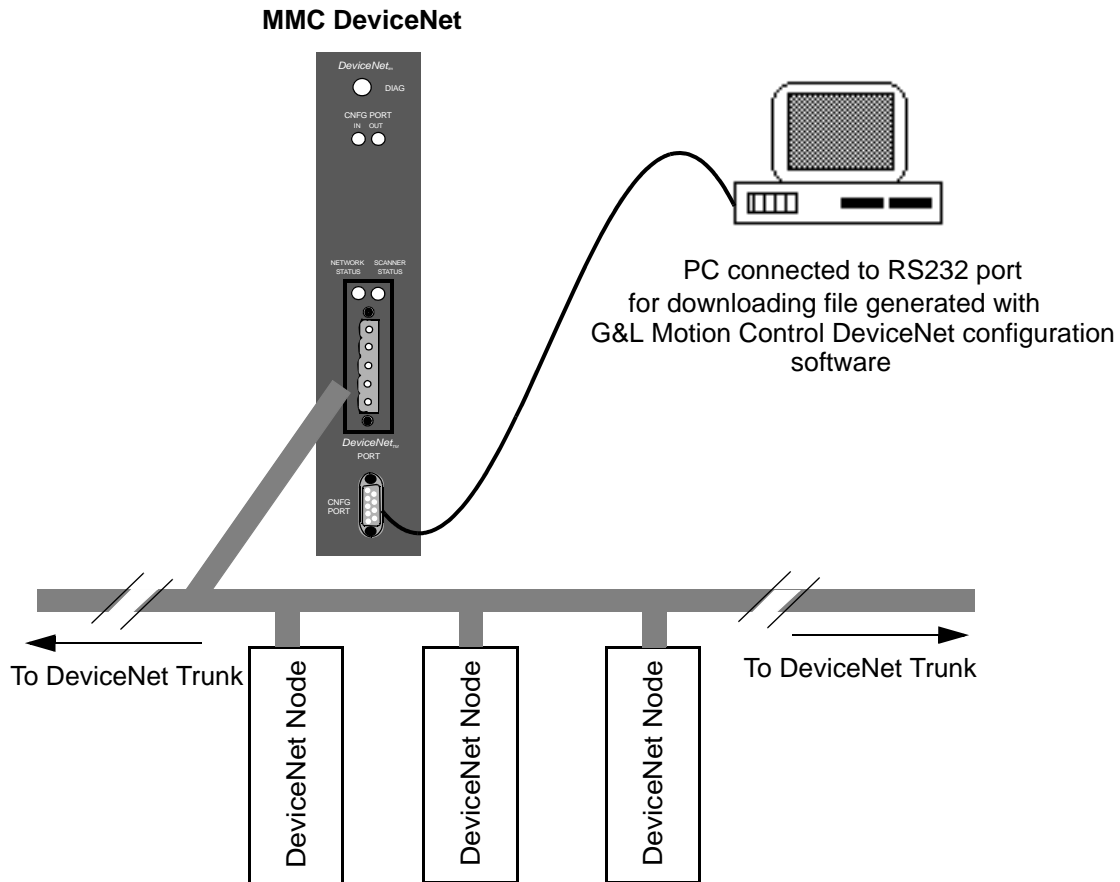 MMC DeviceNet
DeviceNet™
DIAG
CNFG PORT
IN OUT
NETWORK SCANNER
STATUS STATUS
DeviceNet™
PORT
CNFG
PORT
PC connected to RS232 port
for downloading file generated with
G&L Motion Control DeviceNet configuration
software
To DeviceNet Trunk
To DeviceNet Trunk
DeviceNet Node
DeviceNet Node
DeviceNet Node